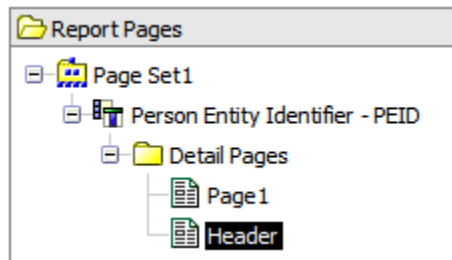 Report Pages
Page Set1
Person Entity Identifier - PEID
Detail Pages
Page1
Header